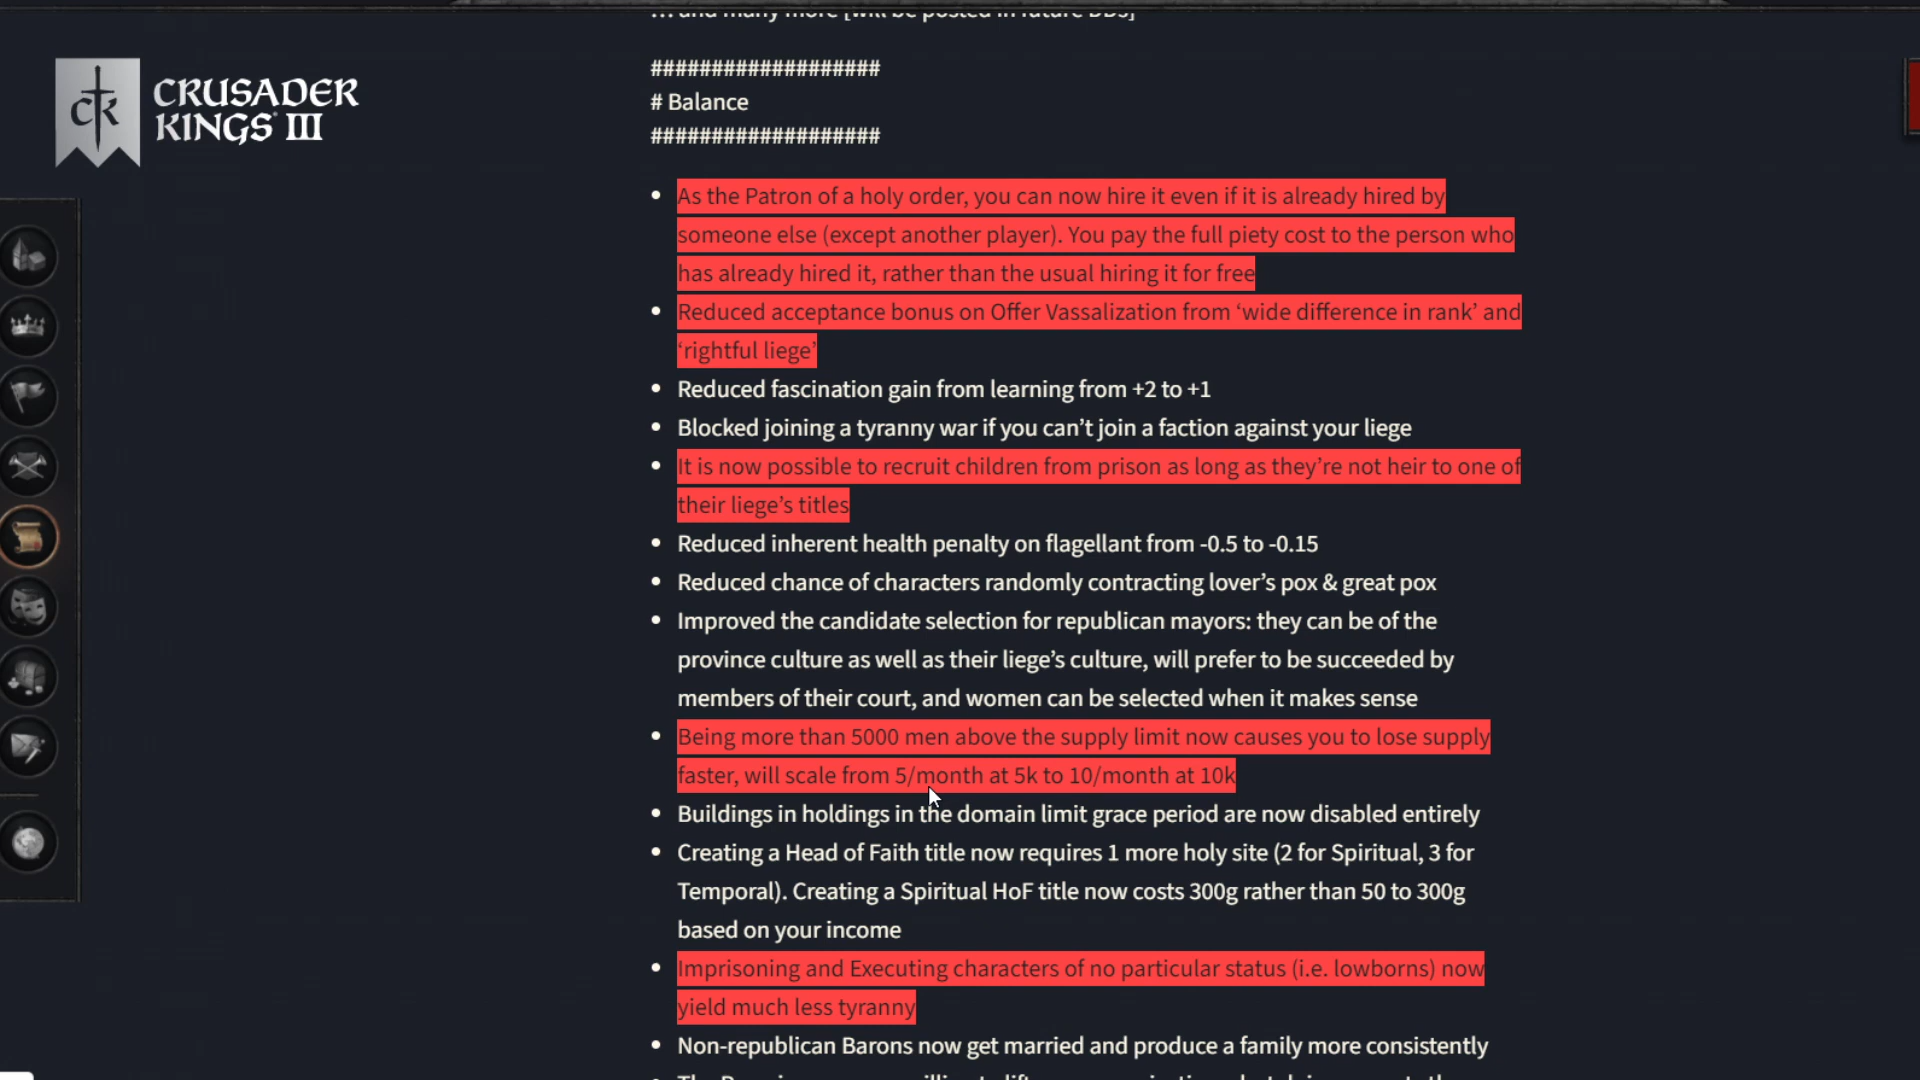 ... and many more [will be posted in future DDs]
###################
# Balance
###################
CK
CRUSADER
KINGS III
As the Patron of a holy order, you can now hire it even if it is already hired by
someone else (except another player). You pay the full piety cost to the person who
has already hired it, rather than the usual hiring it for free
Reduced acceptance bonus on Offer Vassalization from ‘wide difference in rank’ and
‘rightful liege’
Reduced fascination gain from learning from +2 to +1
Blocked joining a tyranny war if you can’t join a faction against your liege
It is now possible to recruit children from prison as long as they’re not heir to one of
their liege’s titles
Reduced inherent health penalty on flagellant from -0.5 to -0.15
Reduced chance of characters randomly contracting lover’s pox & great pox
Improved the candidate selection for republican mayors: they can be of the
province culture as well as their liege’s culture, will prefer to be succeeded by
members of their court, and women can be selected when it makes sense
Being more than 5000 men above the supply limit now causes you to lose supply
faster, will scale from 5/month at 5k to 10/month at 10k
Buildings in holdings in the domain limit grace period are now disabled entirely
Creating a Head of Faith title now requires 1 more holy site (2 for Spiritual, 3 for
Temporal). Creating a Spiritual HoF title now costs 300g rather than 50 to 300g
based on your income
Imprisoning and Executing characters of no particular status (i.e. lowborns) now
yield much less tyranny
Non-republican Barons now get married and produce a family more consistently